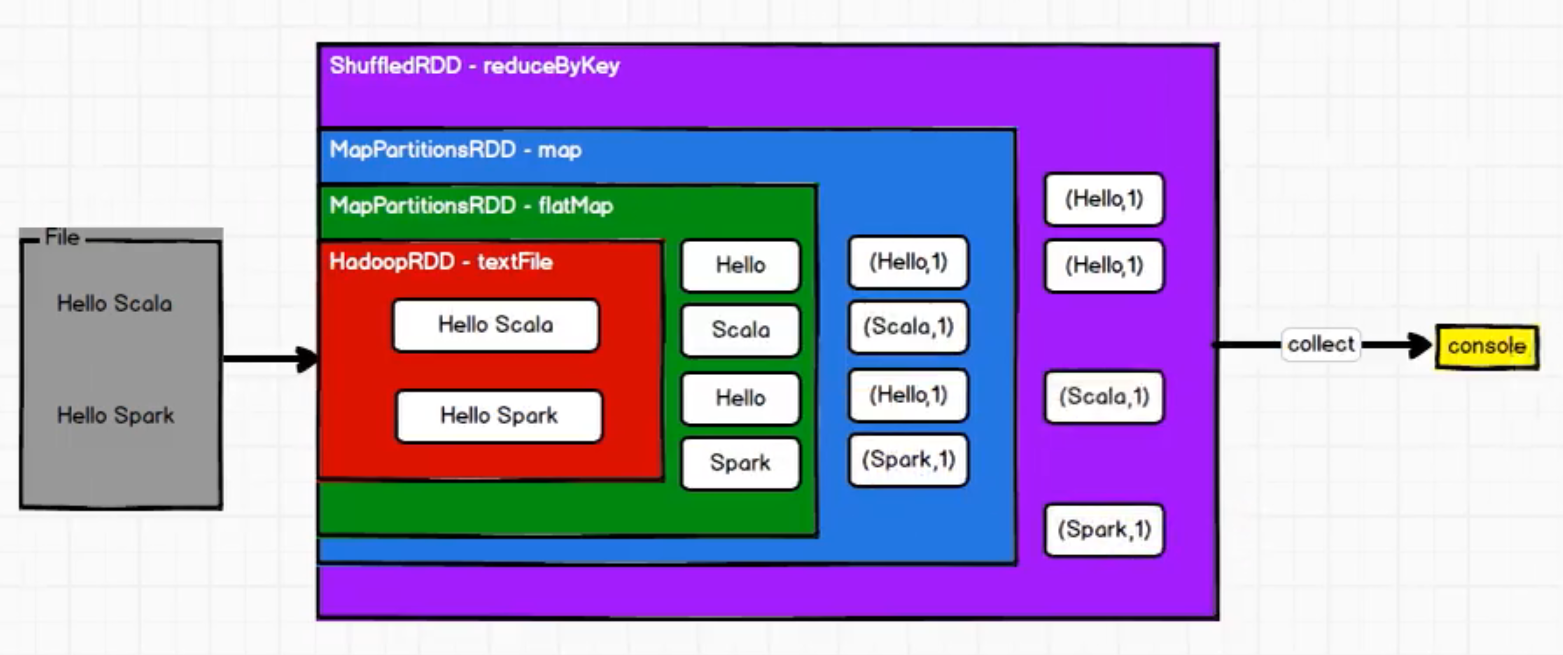 ShuffledRDD - reduceByKey
MapPartitionsRDD - map
MapPartitionsRDD - flatMap
HadoopRDD - textFile
File
Hello Scala
Hello Spark
Hello Scala
Hello Spark
Hello
Scala
Hello
Spark
(Hello,1)
(Scala,1)
(Hello,1)
(Spark,1)
(Hello,1)
(Hello,1)
(Scala,1)
(Spark,1)
collect
console